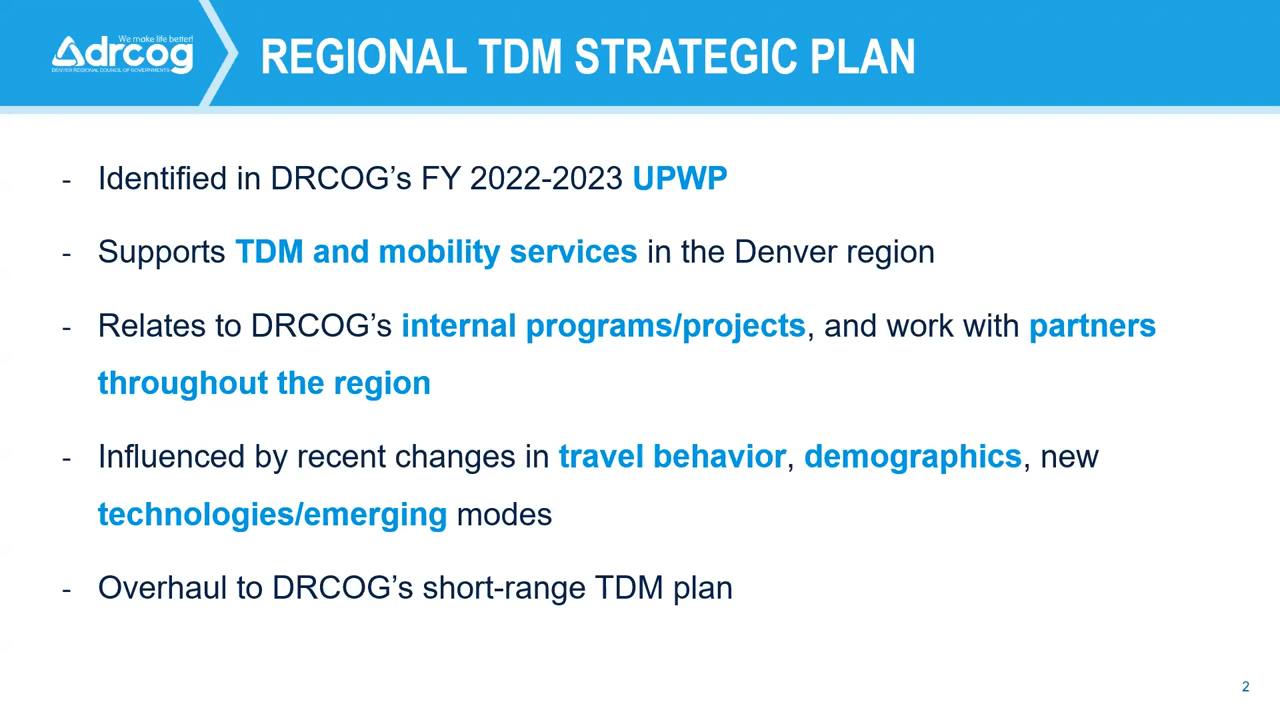 We make life better!
drcog
DENVER REGIONAL COUNCIL OF GOVERNMENTS
REGIONAL TDM STRATEGIC PLAN
- Identified in DRCOG’s FY 2022-2023 UPWP
- Supports TDM and mobility services in the Denver region
- Relates to DRCOG’s internal programs/projects, and work with partners
throughout the region
- Influenced by recent changes in travel behavior, demographics, new
technologies/emerging modes
- Overhaul to DRCOG’s short-range TDM plan
2